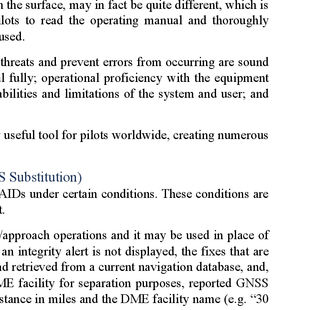 n the surface, may in fact be quite different, which is
ilots to read the operating manual and thoroughly
used.
threats and prevent errors from occurring are sound
l fully; operational proficiency with the equipment
abilities and limitations of the system and user; and
useful tool for pilots worldwide, creating numerous
S Substitution)
AIDs under certain conditions. These conditions are
t.
/approach operations and it may be used in place of
an integrity alert is not displayed, the fixes that are
nd retrieved from a current navigation database, and,
ME facility for separation purposes, reported GNSS
stance in miles and the DME facility name (e.g. “30